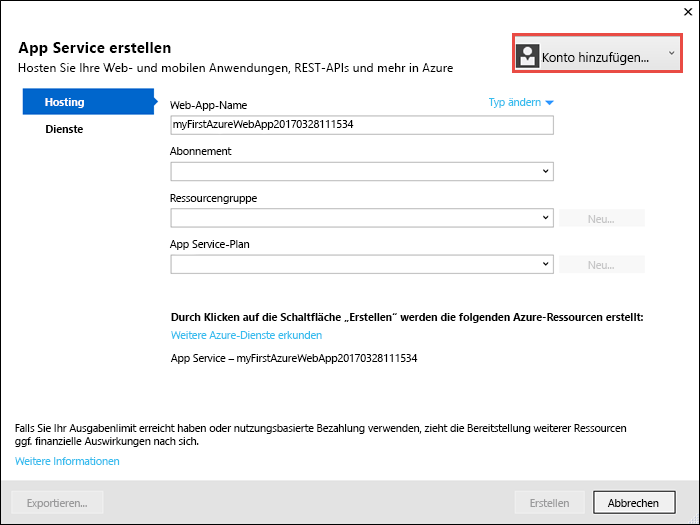 App Service erstellen
Hosten Sie Ihre Web- und mobilen Anwendungen, REST-APIs und mehr in Azure
Konto hinzufügen...
Hosting
Dienste
Web-App-Name
Typ ändern
myFirstAzureWebApp20170328111534
Abonnement
Ressourcengruppe
Neu...
App Service-Plan
Neu...
Durch Klicken auf die Schaltfläche „Erstellen“ werden die folgenden Azure-Ressourcen erstellt:
Weitere Azure-Dienste erkunden
App Service – myFirstAzureWebApp20170328111534
Falls Sie Ihr Ausgabenlimit erreicht haben oder nutzungsbasierte Bezahlung verwenden, zieht die Bereitstellung weiterer Ressourcen
ggf. finanzielle Auswirkungen nach sich.
Weitere Informationen
Exportieren...
Erstellen
Abbrechen